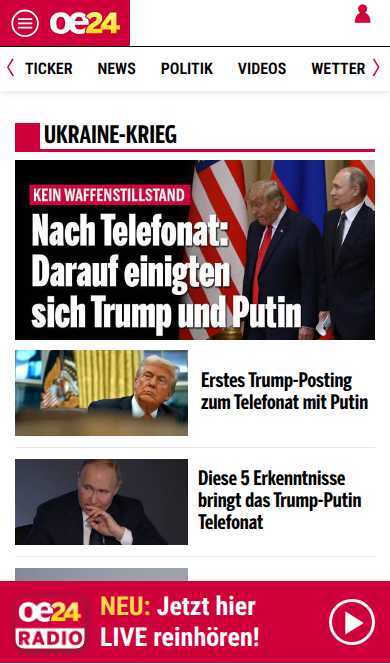 oe24
TICKER NEWS POLITIK VIDEOS WETTER
UKRAINE-KRIEG
KEIN WAFFENSTILLSTAND
Nach Telefonat:
Darauf einigten
sich Trump und Putin
Erstes Trump-Posting
zum Telefonat mit Putin
Diese 5 Erkenntnisse
bringt das Trump-Putin
Telefonat
oe24
RADIO
NEU: Jetzt hier
LIVE reinhören!